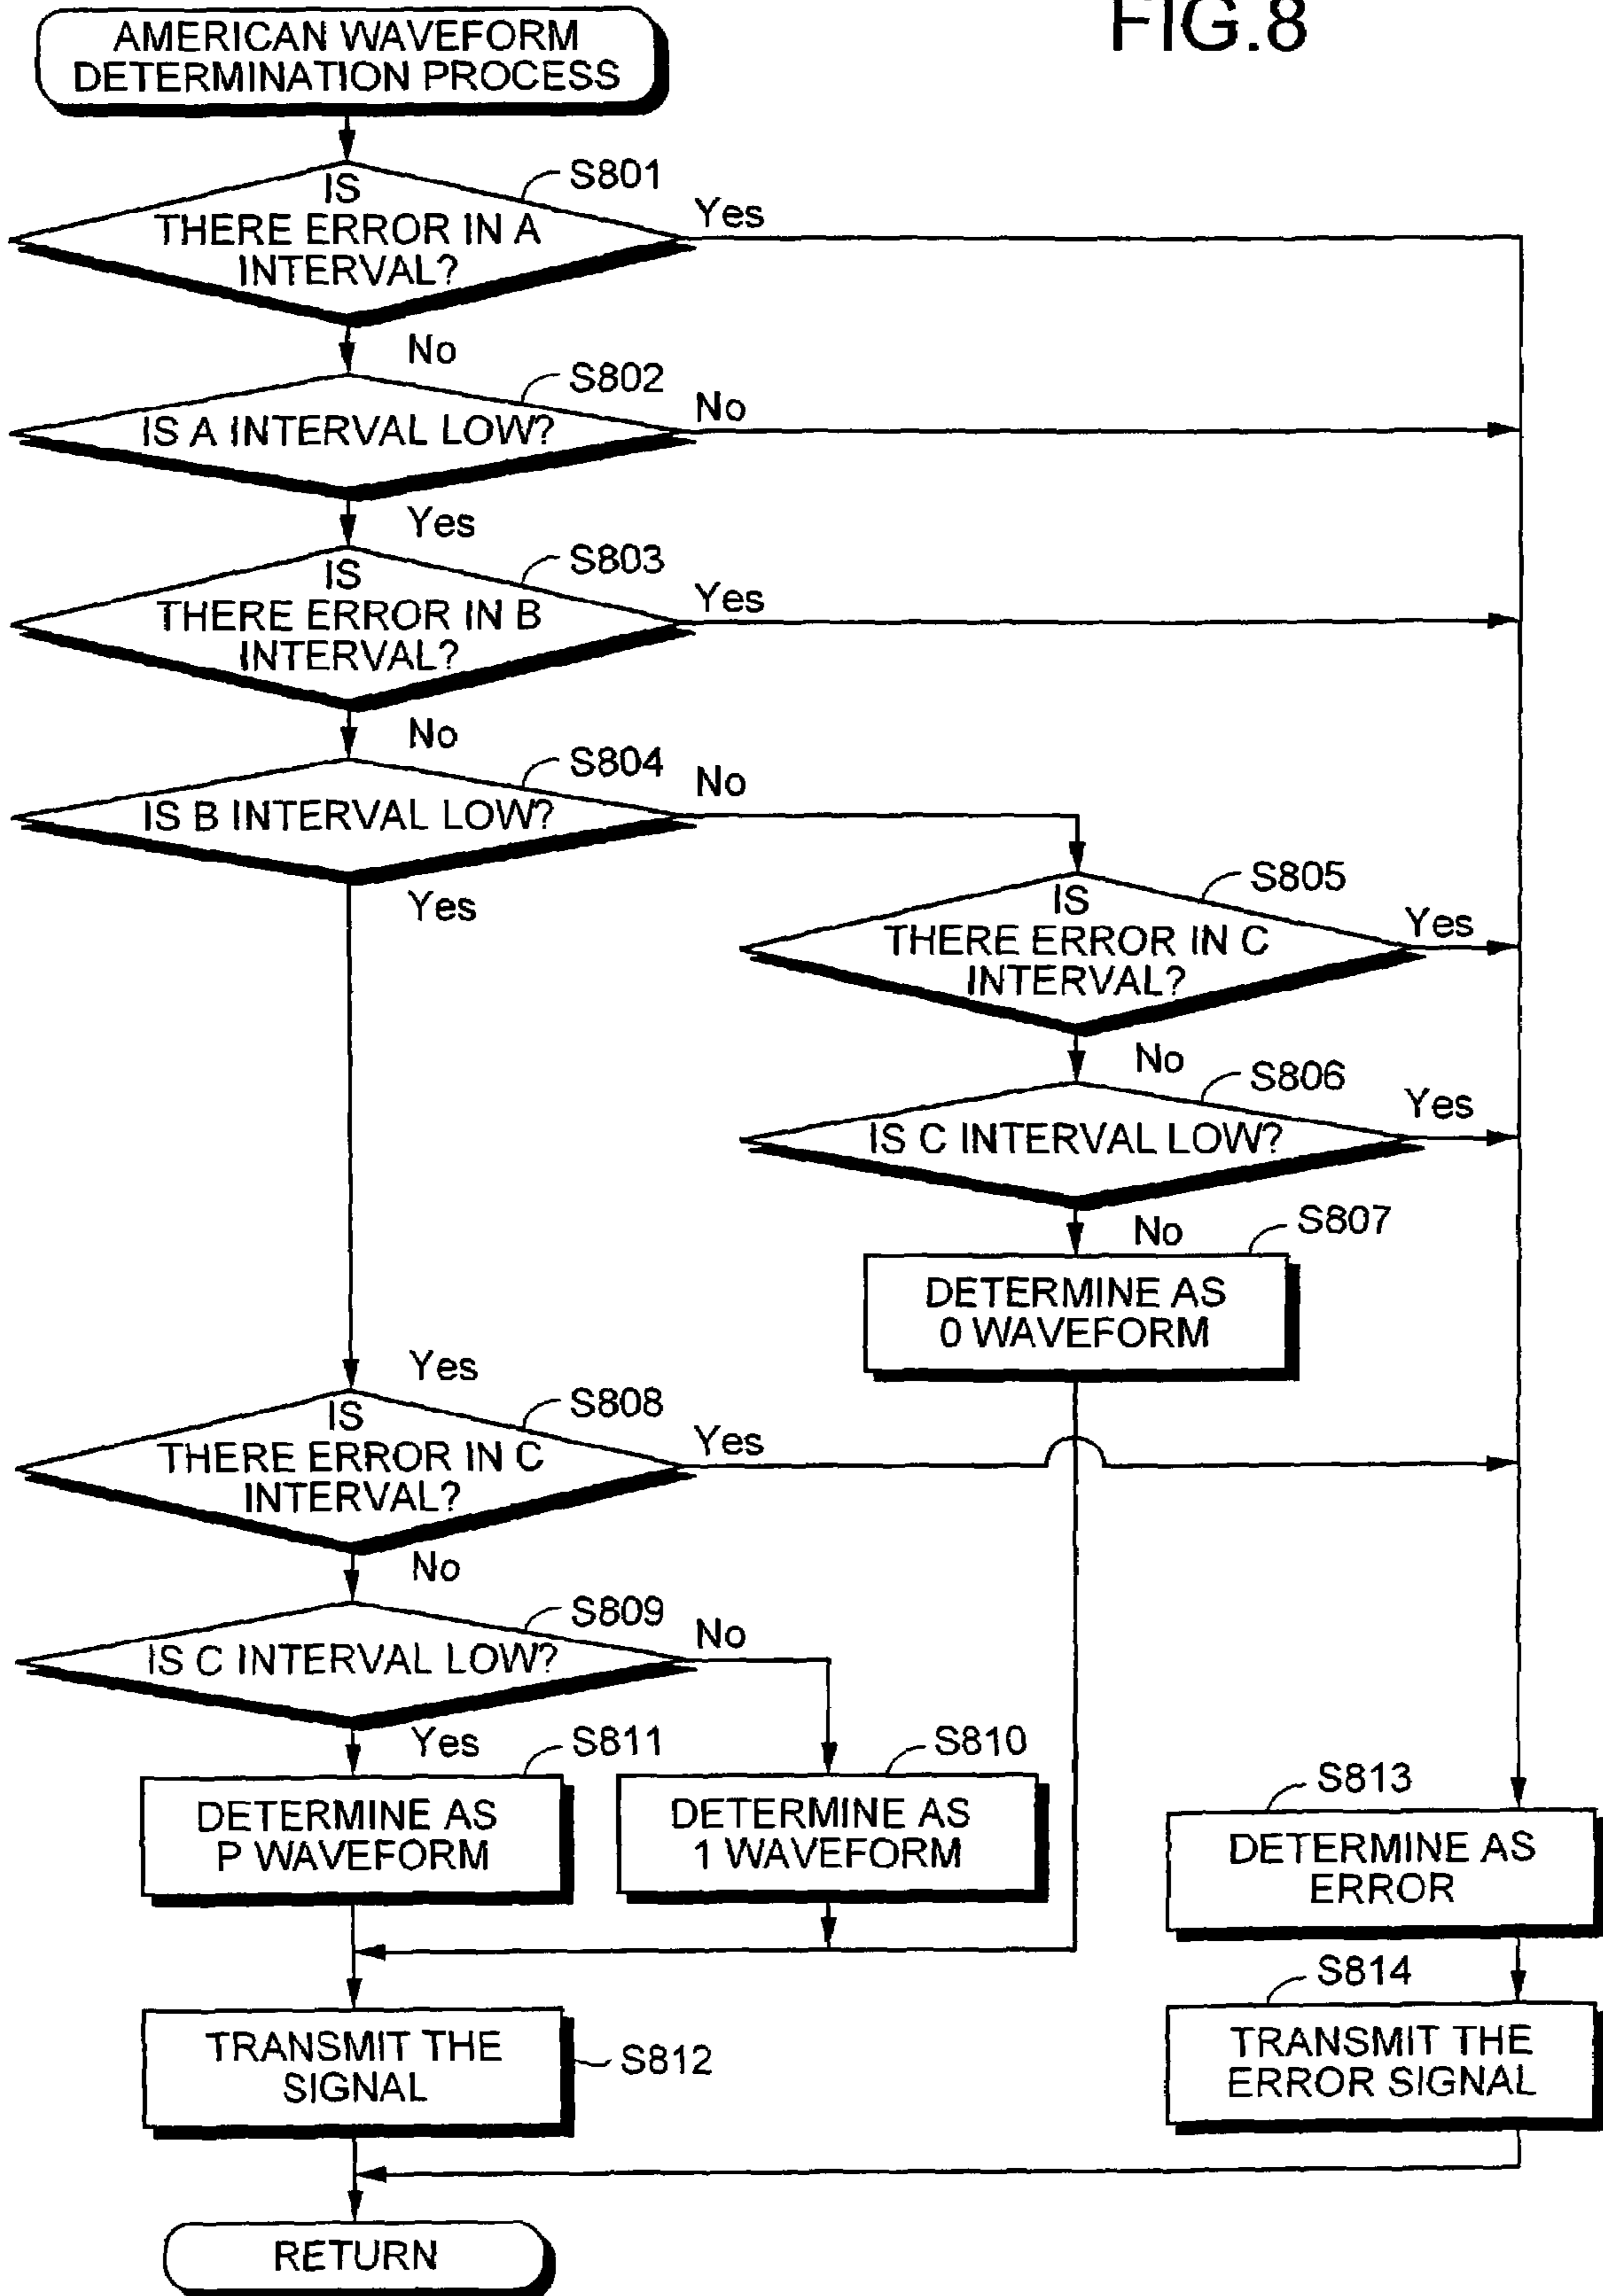 FIG.8
AMERICAN WAVEFORM
DETERMINATION PROCESS
S801
IS
THERE ERROR IN A
INTERVAL?
Yes
No
S802
IS A INTERVAL LOW?
No
Yes
S803
IS
THERE ERROR IN B
INTERVAL?
Yes
No
S804
IS B INTERVAL LOW?
No
Yes
S805
IS
THERE ERROR IN C
INTERVAL?
Yes
No
S806
IS C INTERVAL LOW?
Yes
No
S807
DETERMINE AS
0 WAVEFORM
Yes
S808
IS
THERE ERROR IN C
INTERVAL?
Yes
No
S809
IS C INTERVAL LOW?
No
Yes
S811
DETERMINE AS
P WAVEFORM
S810
DETERMINE AS
1 WAVEFORM
S813
DETERMINE AS
ERROR
S812
TRANSMIT THE
SIGNAL
S814
TRANSMIT THE
ERROR SIGNAL
RETURN